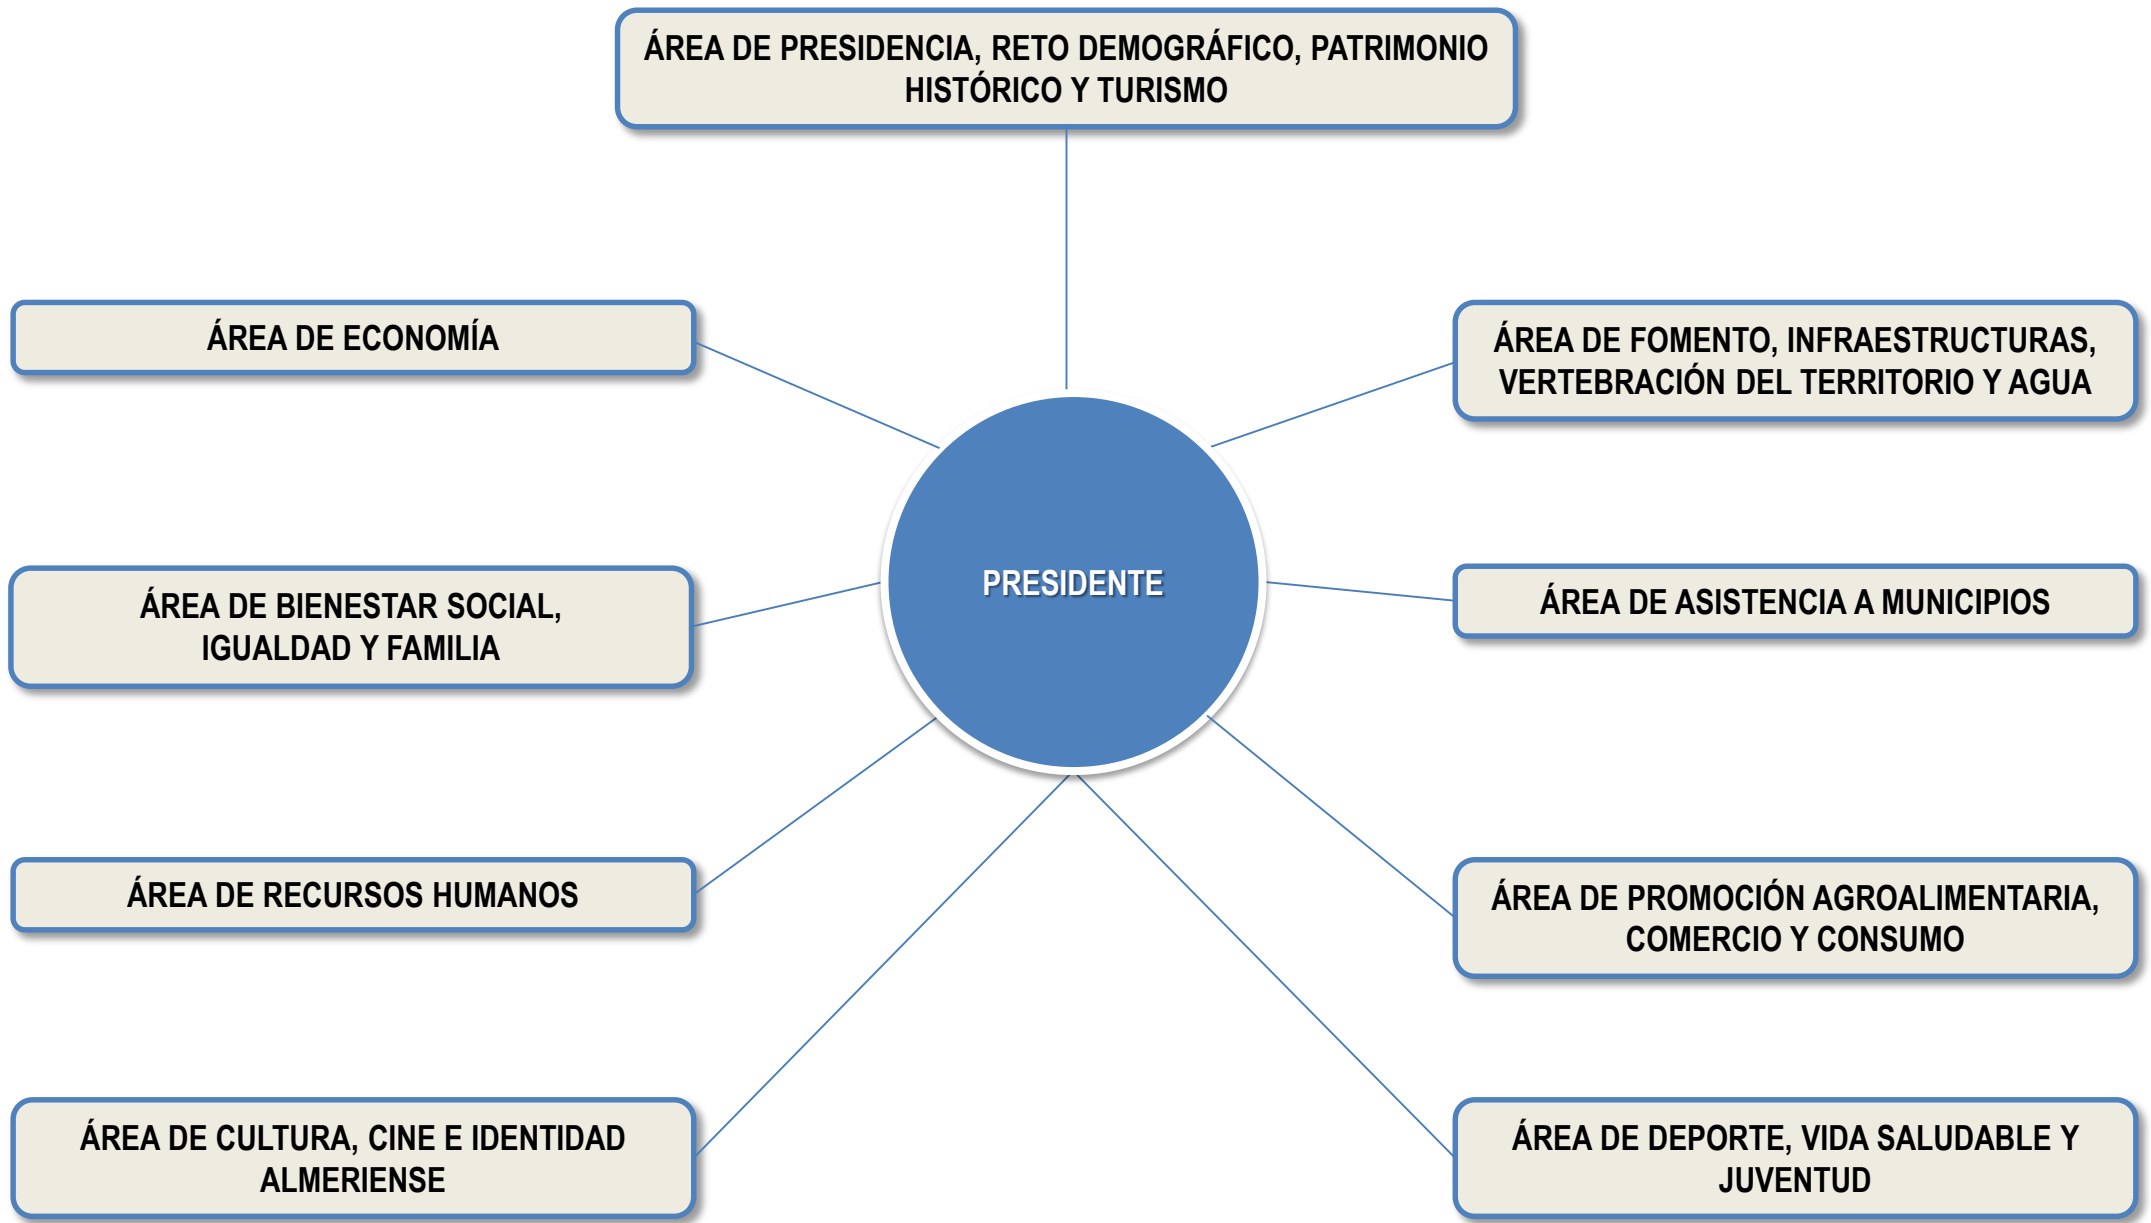 ÁREA DE PRESIDENCIA, RETO DEMOGRÁFICO, PATRIMONIO
HISTÓRICO Y TURISMO
ÁREA DE ECONOMÍA
ÁREA DE FOMENTO, INFRAESTRUCTURAS,
VERTEBRACIÓN DEL TERRITORIO Y AGUA
PRESIDENTE
ÁREA DE BIENESTAR SOCIAL,
IGUALDAD Y FAMILIA
ÁREA DE ASISTENCIA A MUNICIPIOS
ÁREA DE RECURSOS HUMANOS
ÁREA DE PROMOCIÓN AGROALIMENTARIA,
COMERCIO Y CONSUMO
ÁREA DE CULTURA, CINE E IDENTIDAD
ALMERIENSE
ÁREA DE DEPORTE, VIDA SALUDABLE Y
JUVENTUD